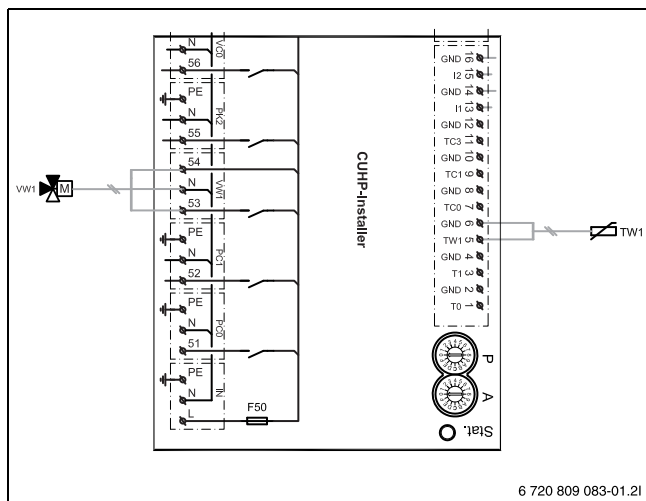 N
VC0
56
PE
N
PK2
55
54
N
VW1
53
PE
N
PC1
52
PE
N
PC0
51
PE
N
IN
L
F50
VW1
M
CUHP-Installer
GND 16
I2 15
GND 14
I1 13
GND 12
TC3 11
GND 10
TC1 9
GND 8
TC0 7
GND 6
TW1 5
GND 4
T1 3
GND 2
T0 1
TW1
P
A
Stat.
6 720 809 083-01.2I